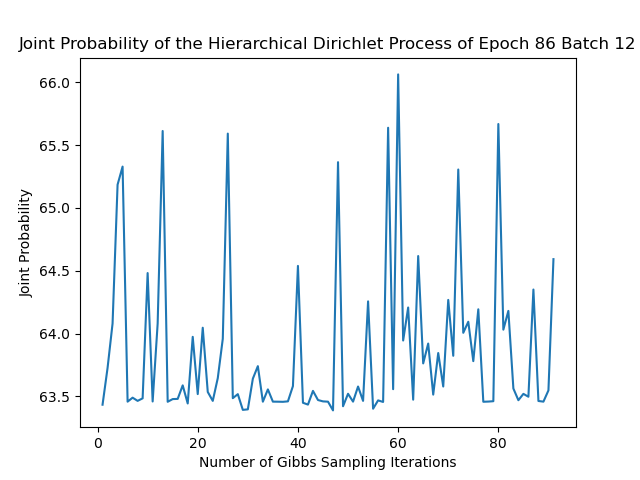 Joint Probability of the Hierarchical Dirichlet Process of Epoch 86 Batch 12
66.0
65.5
65.0
64.5
64.0
63.5
Joint Probability
0 20 40 60 80
Number of Gibbs Sampling Iterations